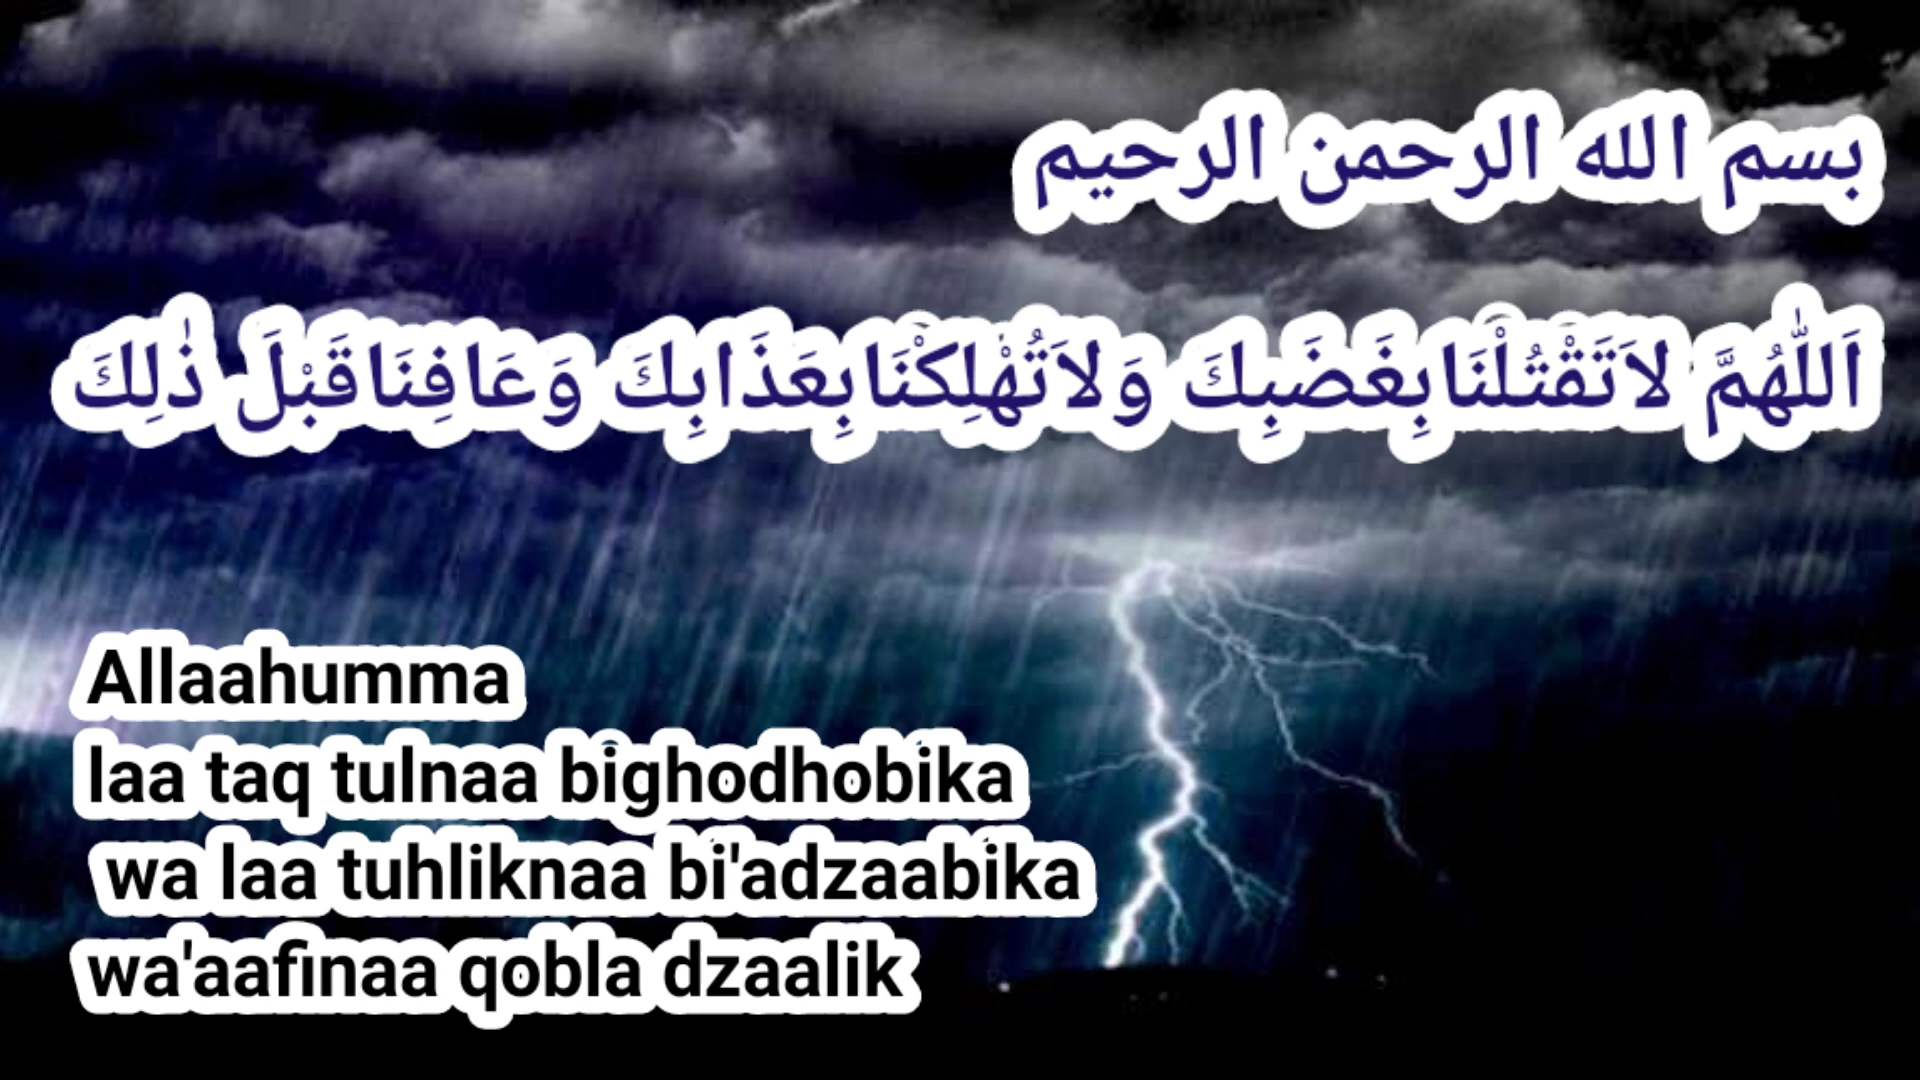 بسم الله الرحمن الرحيم
اَللّٰهُمَّ لاَتَقْتُلْنَابِغَضَبِكَ وَلاَتُهْلِكْنَابِعَذَابِكَ وَعَافِنَاقَبْلَ ذٰلِكَ
Allaahumma
laa taq tulnaa bighodhobika
wa laa tuhliknaa bi'adzaabika
wa'aafinaa qobla dzaalik